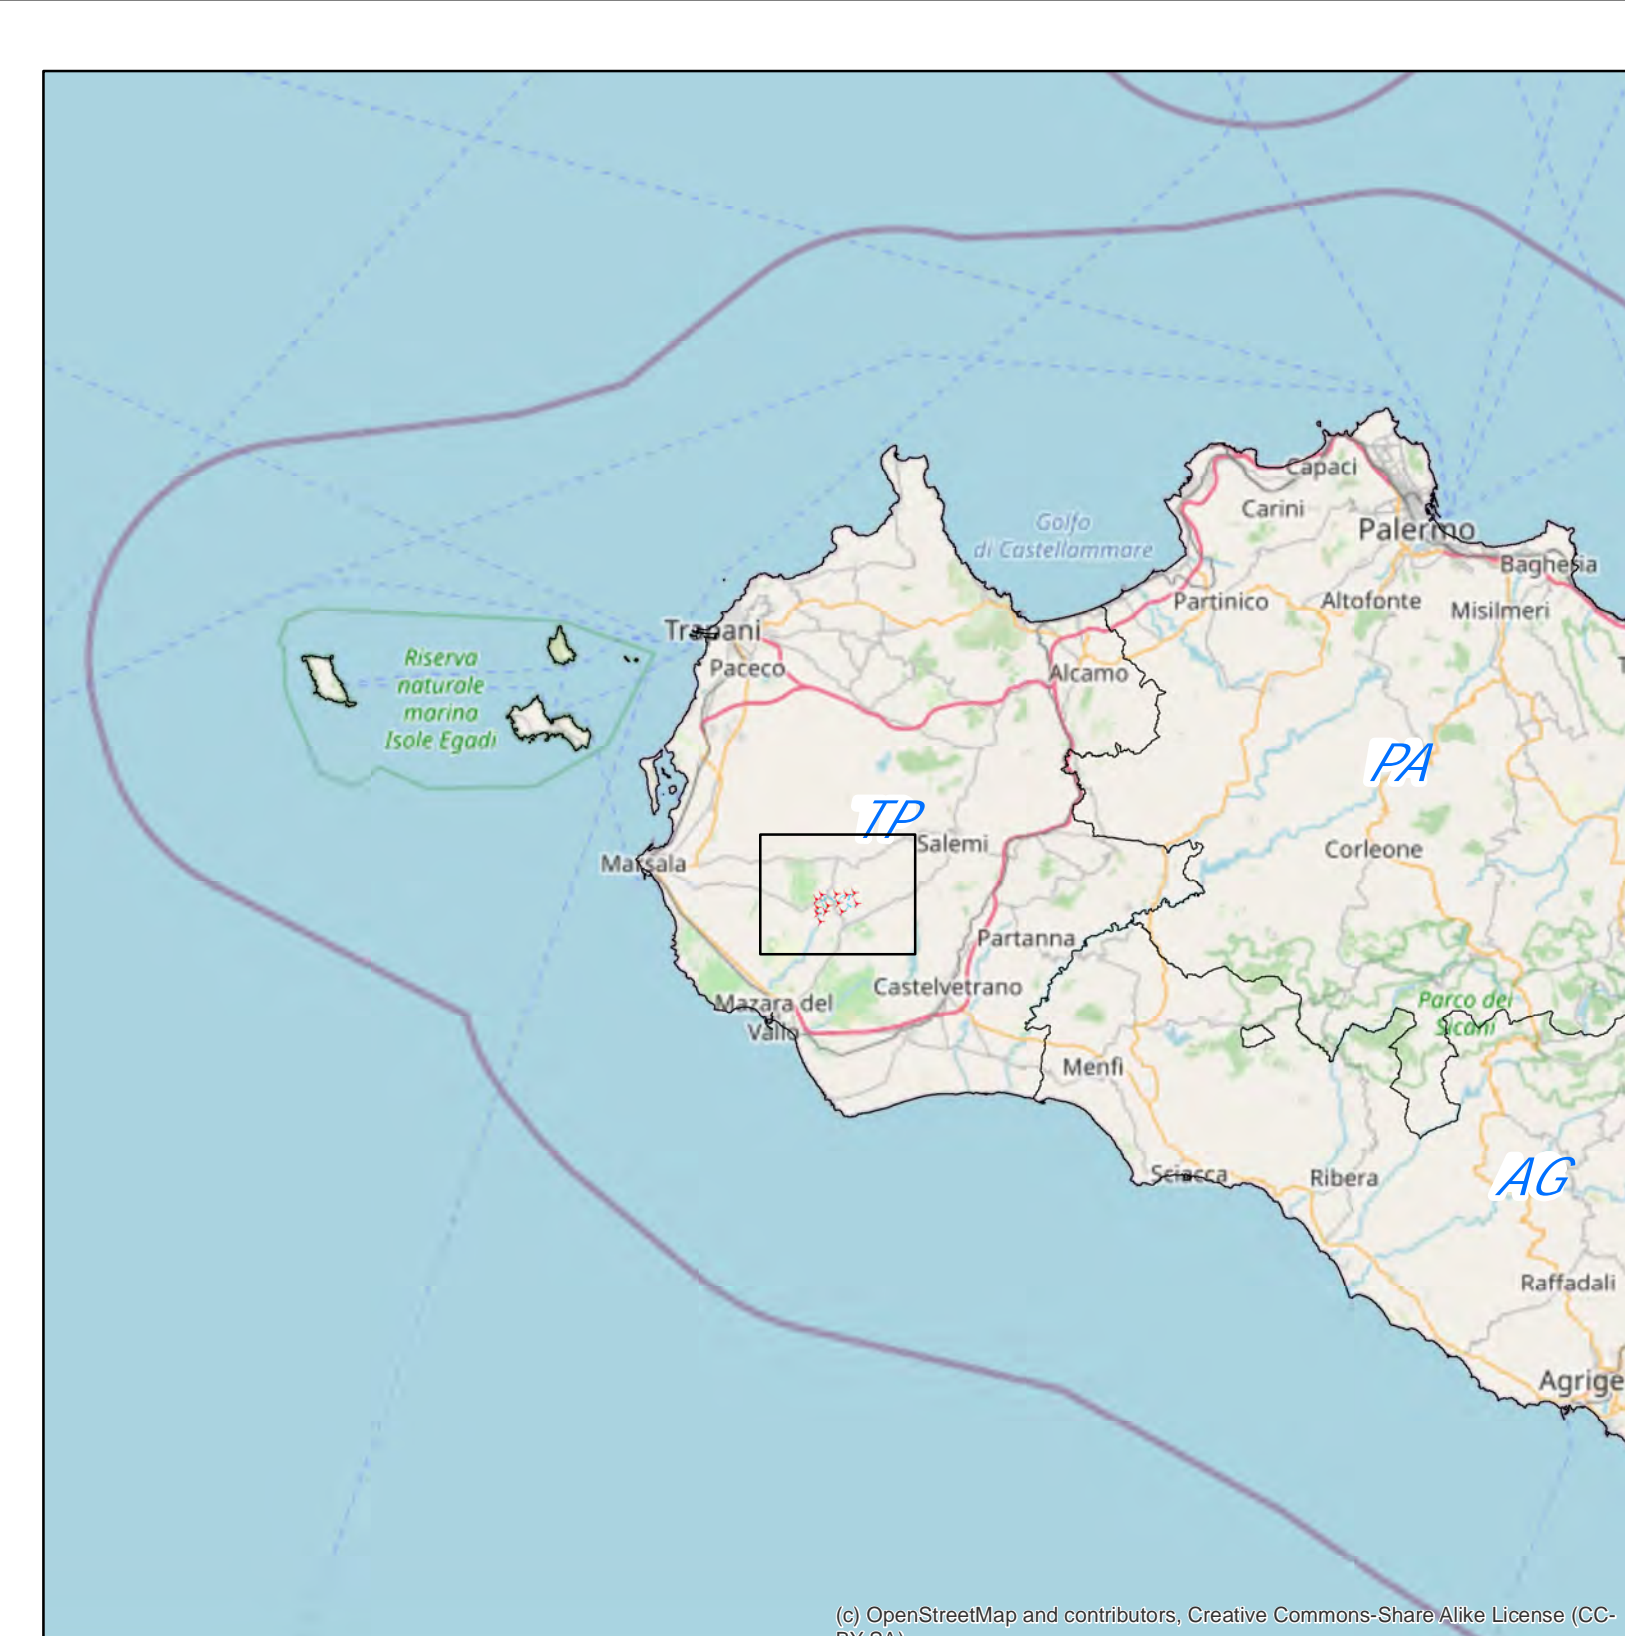 Capaci
Carini
Golfo
di Castellammare
Palermo
Bagheria
Partinico
Altofonte
Misilmeri
Trapani
Riserva
naturale
marina
Isole Egadi
Paceco
Alcamo
PA
TP
Salemi
Corleone
Marsala
Partanna
Castelvetrano
Mazara del
Vallo
Parco dei
Sicani
Menfi
Sciacca
Ribera
AG
Raffadali
Agrige
(c) OpenStreetMap and contributors, Creative Commons-Share Alike License (CC-
BY-SA)